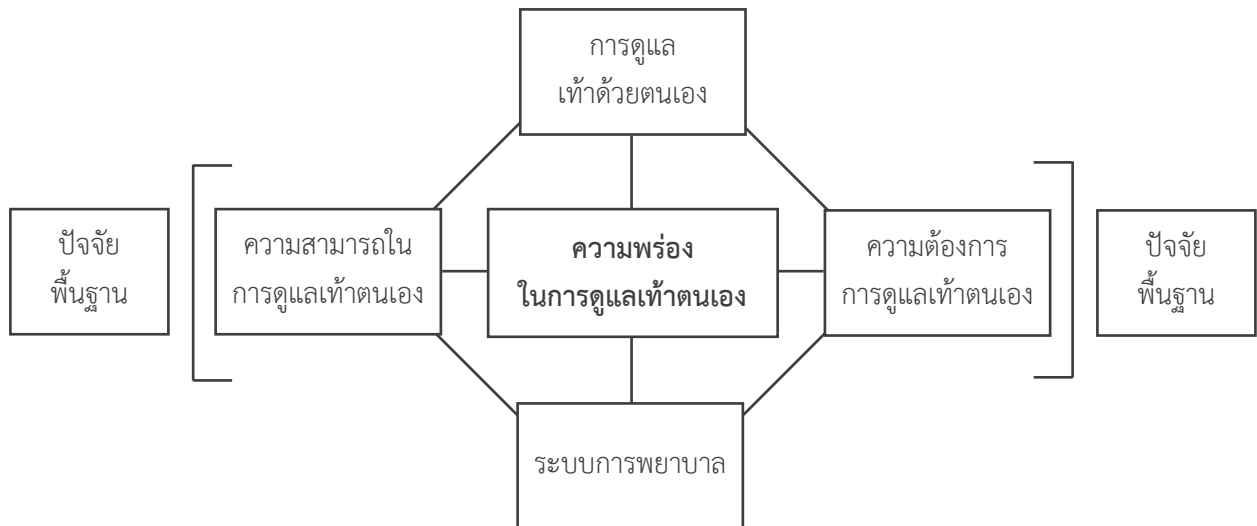 การดูแล
เท้าด้วยตนเอง
ปัจจัย
พื้นฐาน
ความสามารถใน
การดูแลเท้าตนเอง
ความพร่อง
ในการดูแลเท้าตนเอง
ความต้องการ
การดูแลเท้าตนเอง
ปัจจัย
พื้นฐาน
ระบบการพยาบาล